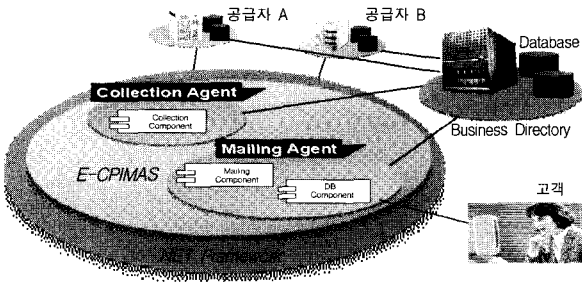 공급자 A
공급자 B
Database
Collection Agent
Collection
Component
Business Directory
Mailing Agent
E-CPIMAS
Mailing
Component
DB
Component
고객
.NET Framework